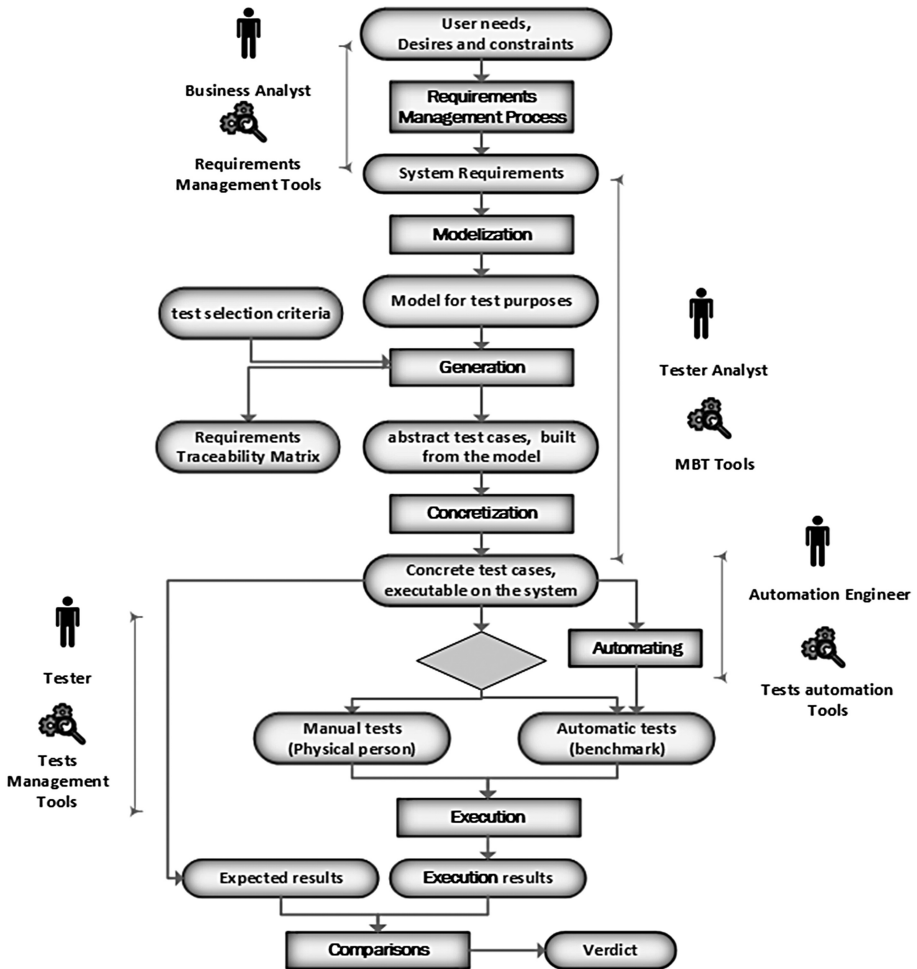 User needs,
Desires and constraints
Business Analyst
Requirements
Management Tools
Requirements
Management Process
System Requirements
Modelization
Model for test purposes
test selection criteria
Generation
Requirements
Traceability Matrix
abstract test cases, built
from the model
Tester Analyst
MBT Tools
Concretization
Concrete test cases,
executable on the system
Automation Engineer
Tests automation
Tools
Automating
Tester
Tests
Management
Tools
Manual tests
(Physical person)
Automatic tests
(benchmark)
Execution
Expected results
Execution results
Comparisons
Verdict